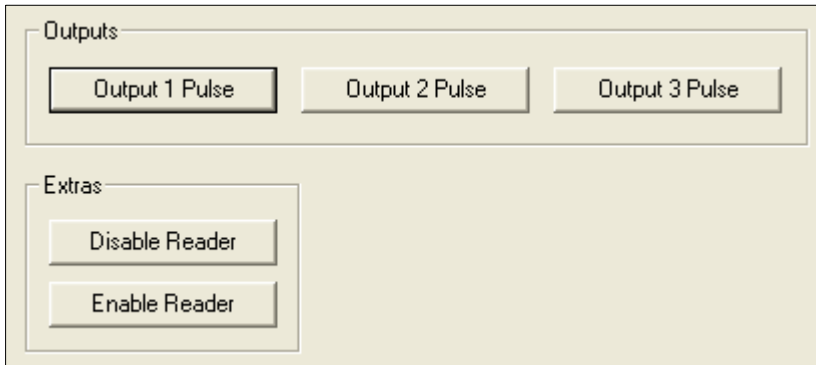 Outputs
Output 1 Pulse Output 2 Pulse Output 3 Pulse
Extras
Disable Reader
Enable Reader